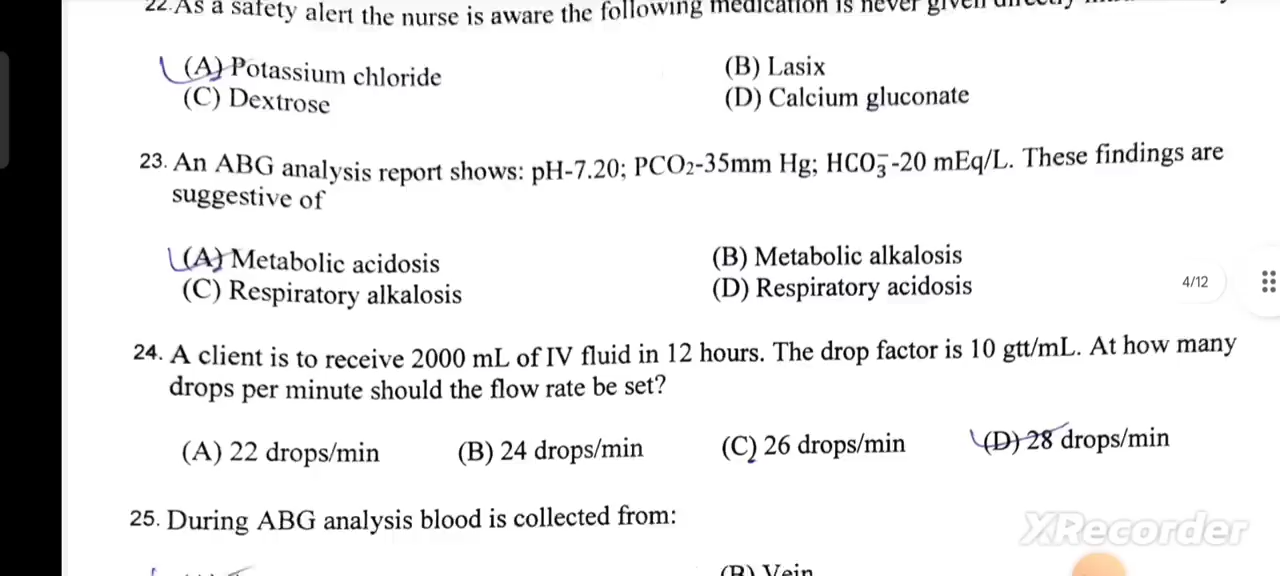 22. As a safety alert the nurse is aware the following medication is never given directly
(A) Potassium chloride (B) Lasix
(C) Dextrose (D) Calcium gluconate
23. An ABG analysis report shows: pH-7.20; PCO₂-35mm Hg; HCO₃⁻-20 mEq/L. These findings are
suggestive of
(A) Metabolic acidosis (B) Metabolic alkalosis
(C) Respiratory alkalosis (D) Respiratory acidosis
4/12
24. A client is to receive 2000 mL of IV fluid in 12 hours. The drop factor is 10 gtt/mL. At how many
drops per minute should the flow rate be set?
(A) 22 drops/min (B) 24 drops/min (C) 26 drops/min (D) 28 drops/min
25. During ABG analysis blood is collected from:
XRecorder
(B) Vein